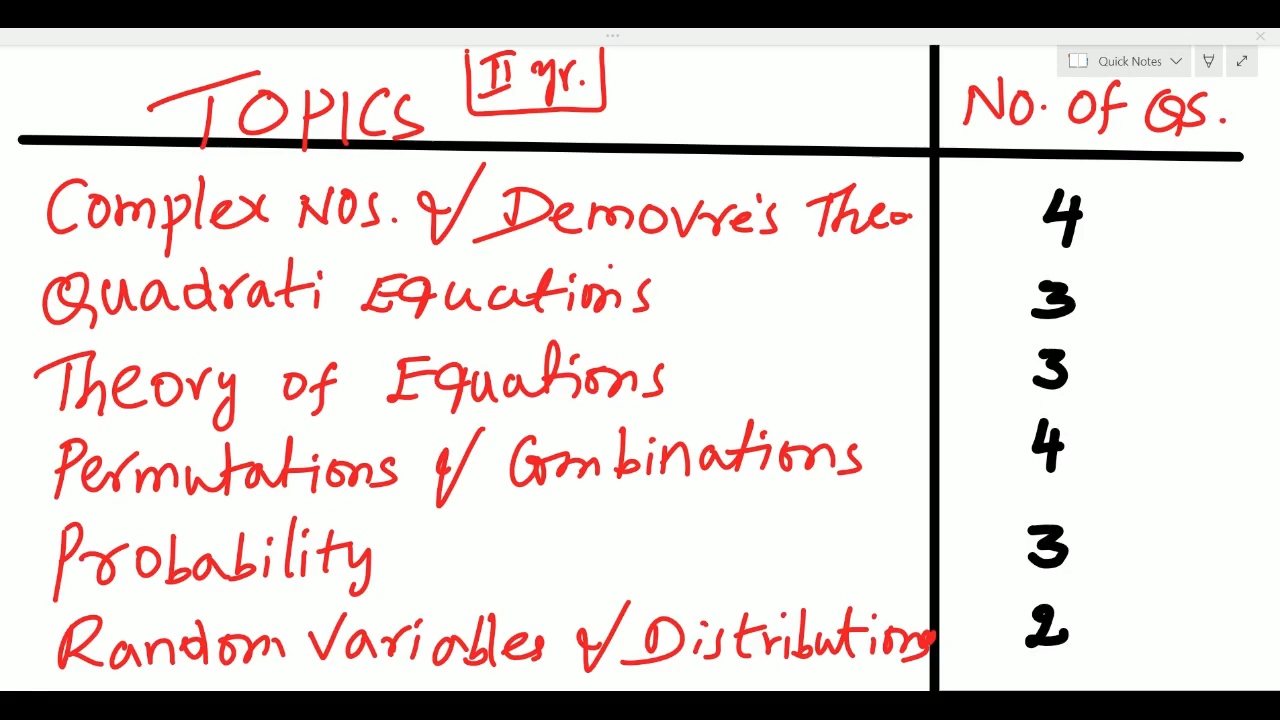 Quick Notes
II yr.
TOPICS No. Of Qs.
Complex NOs. & Demovre's Theo 4
Quadrati Equations 3
Theory of Equations 3
Permutations & Combinations 4
Probability 3
Random Variables & Distributions 2